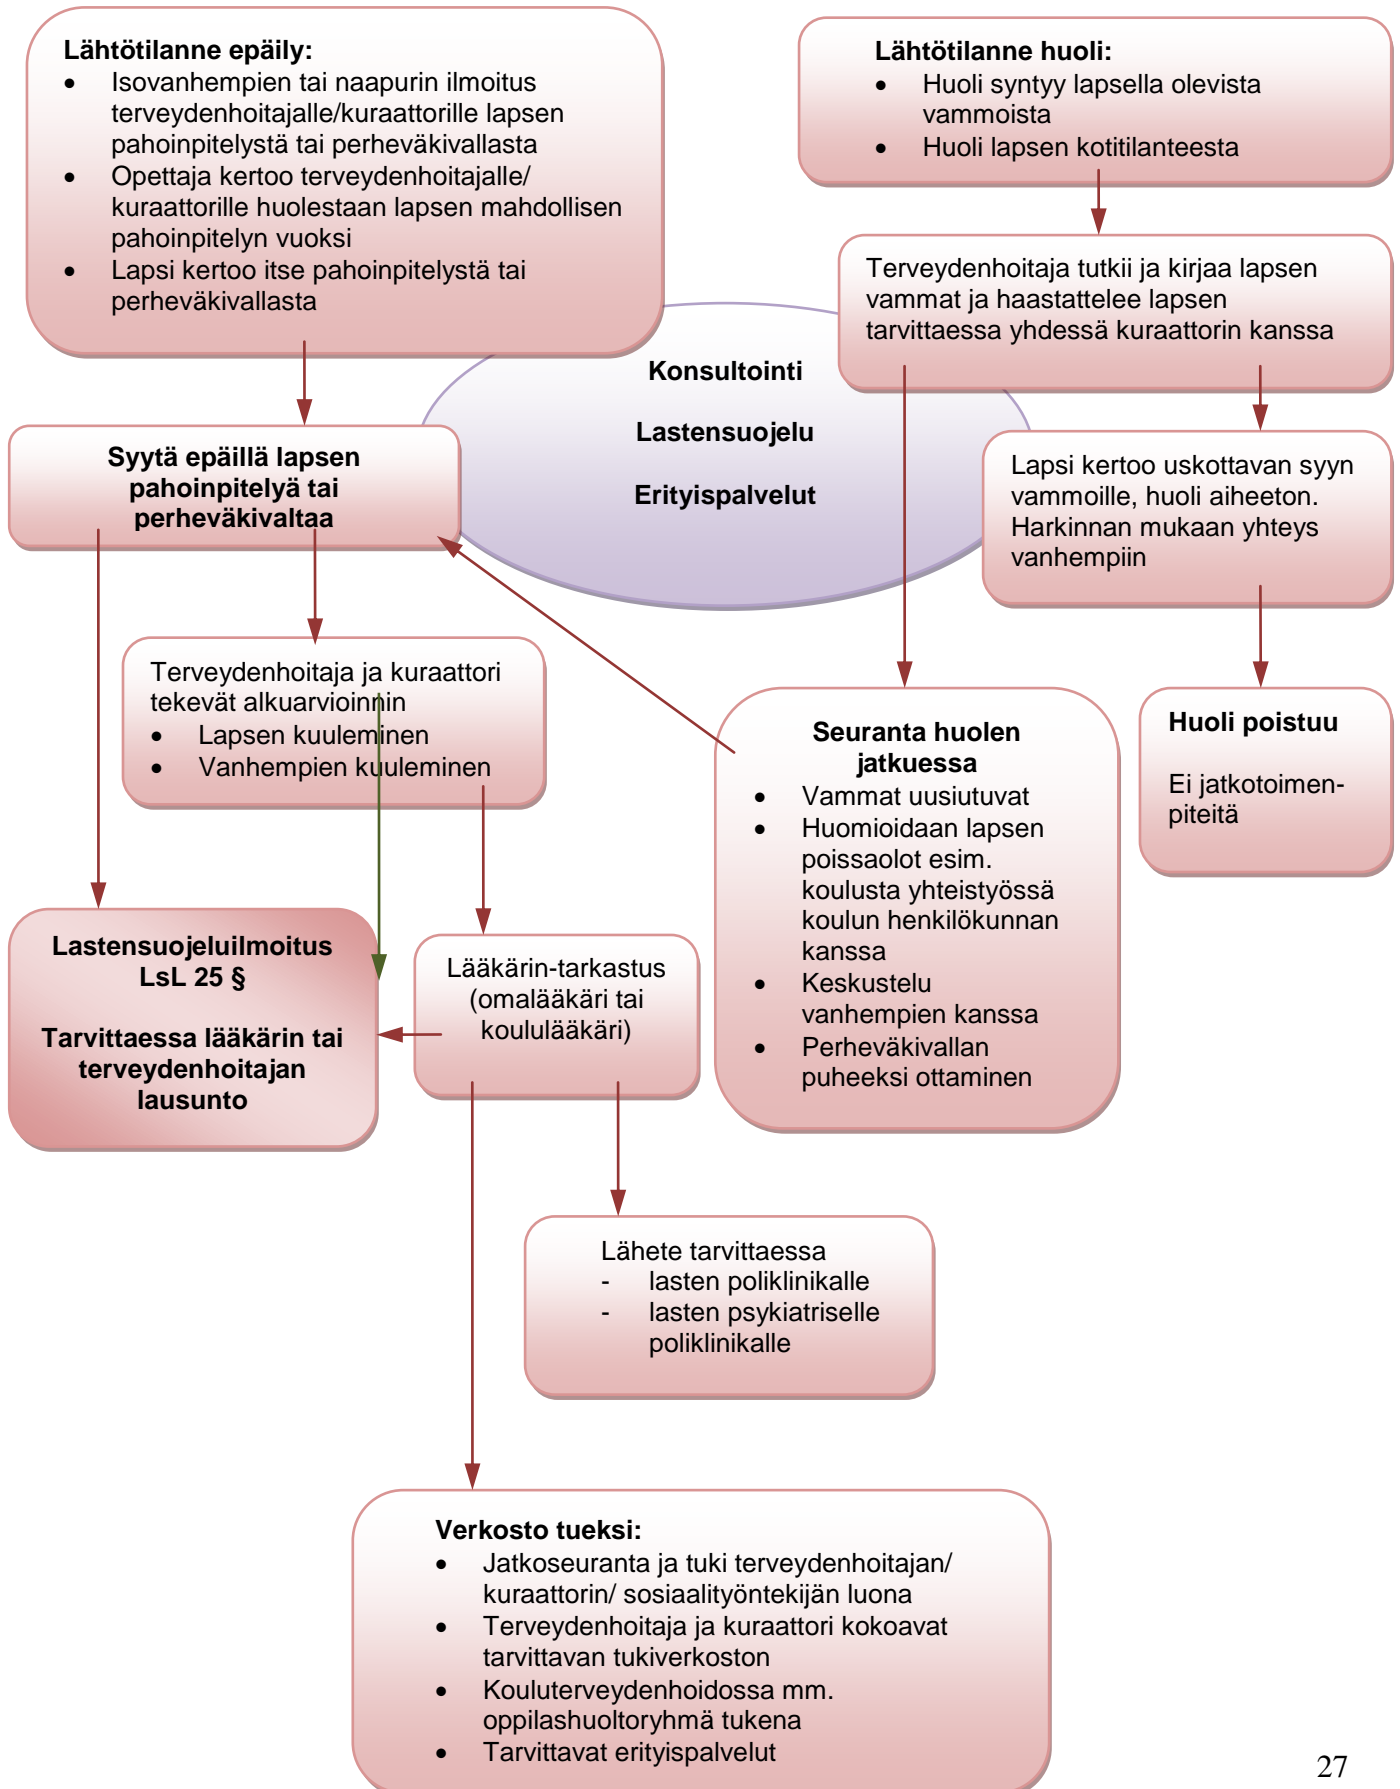 Lähtötilanne epäily:
• Isovanhempien tai naapurin ilmoitus
terveydenhoitajalle/kuraattorille lapsen
pahoinpitelystä tai perheväkivallasta
• Opettaja kertoo terveydenhoitajalle/
kuraattorille huolestaan lapsen mahdollisen
pahoinpitelyn vuoksi
• Lapsi kertoo itse pahoinpitelystä tai
perheväkivallasta
Lähtötilanne huoli:
• Huoli syntyy lapsella olevista
vammoista
• Huoli lapsen kotitilanteesta
Terveydenhoitaja tutkii ja kirjaa lapsen
vammat ja haastattelee lapsen
tarvittaessa yhdessä kuraattorin kanssa
Konsultointi
Lastensuojelu
Erityispalvelut
Syytä epäillä lapsen
pahoinpitelyä tai
perheväkivaltaa
Lapsi kertoo uskottavan syyn
vammoille, huoli aiheeton.
Harkinnan mukaan yhteys
vanhempiin
Terveydenhoitaja ja kuraattori
tekevät alkuarvioinnin
• Lapsen kuuleminen
• Vanhempien kuuleminen
Seuranta huolen
jatkuessa
• Vammat uusiutuvat
• Huomioidaan lapsen
poissaolot esim.
koulusta yhteistyössä
koulun henkilökunnan
kanssa
• Keskustelu
vanhempien kanssa
• Perheväkivallan
puheeksi ottaminen
Huoli poistuu
Ei jatkotoimen-
piteitä
Lastensuojeluilmoitus
LsL 25 §
Tarvittaessa lääkärin tai
terveydenhoitajan
lausunto
Lääkärin-tarkastus
(omalääkäri tai
koululääkäri)
Lähete tarvittaessa
- lasten poliklinikalle
- lasten psykiatriselle
poliklinikalle
Verkosto tueksi:
• Jatkoseuranta ja tuki terveydenhoitajan/
kuraattorin/ sosiaalityöntekijän luona
• Terveydenhoitaja ja kuraattori kokoavat
tarvittavan tukiverkoston
• Kouluterveydenhoidossa mm.
oppilashuoltoryhmä tukena
• Tarvittavat erityispalvelut
27